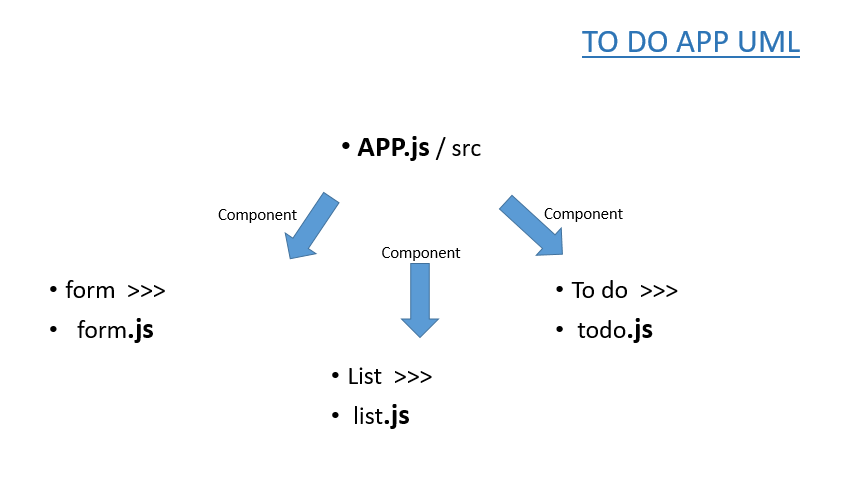 TO DO APP UML
• APP.js / src
Component
Component
Component
• form >>>
• form.js
• To do >>>
• todo.js
• List >>>
• list.js